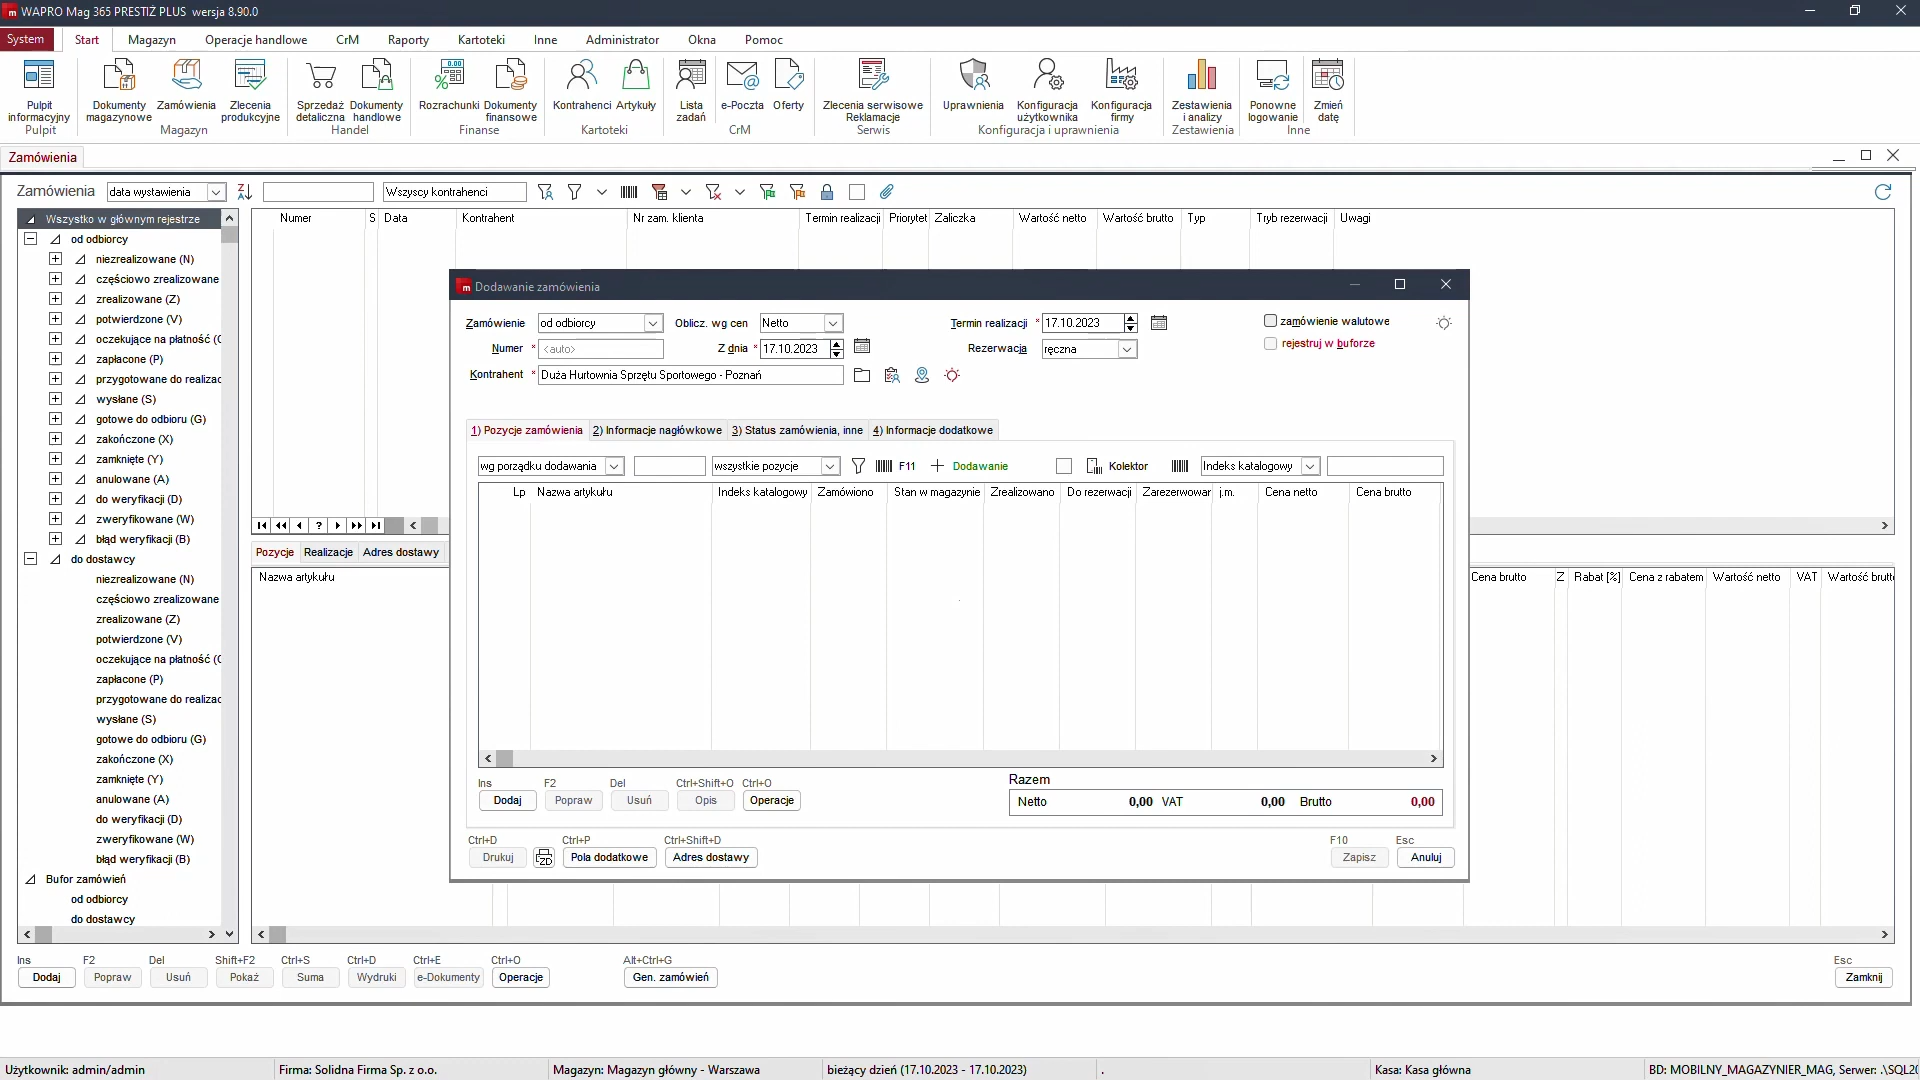 WAPRO Mag 365 PRESTIŻ PLUS wersja 8.90.0
System Start Magazyn Operacje handlowe CrM Raporty Kartoteki Inne Administrator Okna Pomoc
Pulpit informacyjny
Dokumenty magazynowe
Zamówienia
Zlecenia produkcyjne
Sprzedaż detaliczna
Dokumenty handlowe
Rozrachunki
Dokumenty finansowe
Kontrahenci
Artykuły
Lista zadań
e-Poczta
Oferty
Zlecenia serwisowe Reklamacje
Uprawnienia
Konfiguracja użytkownika
Konfiguracja firmy
Zestawienia i analizy
Ponowne logowanie
Zmień datę
Pulpit Magazyn Handel Finanse Kartoteki CrM Serwis Konfiguracja i uprawnienia Zestawienia Inne
Zamówienia
Zamówienia data wystawienia Wszyscy kontrahenci
Numer S Data Kontrahent Nr zam. klienta Termin realizacji Priorytet Zaliczka Wartość netto Wartość brutto Typ Tryb rezerwacji Uwagi
Wszystko w głównym rejestrze
od odbiorcy
niezrealizowane (N)
częściowo zrealizowane
zrealizowane (Z)
potwierdzone (V)
oczekujące na płatność (
zapłacone (P)
przygotowane do realizac
wysłane (S)
gotowe do odbioru (G)
zakończone (X)
zamknięte (Y)
anulowane (A)
do weryfikacji (D)
zweryfikowane (W)
błąd weryfikacji (B)
do dostawcy
niezrealizowane (N)
częściowo zrealizowane
zrealizowane (Z)
potwierdzone (V)
oczekujące na płatność (
zapłacone (P)
przygotowane do realizac
wysłane (S)
gotowe do odbioru (G)
zakończone (X)
zamknięte (Y)
anulowane (A)
do weryfikacji (D)
zweryfikowane (W)
błąd weryfikacji (B)
Bufor zamówień
od odbiorcy
do dostawcy
Dodawanie zamówienia
Zamówienie od odbiorcy Oblicz. wg cen Netto Termin realizacji * 17.10.2023 zamówienie walutowe
Numer * <auto> Z dnia * 17.10.2023 Rezerwacja ręczna rejestruj w buforze
Kontrahent * Duża Hurtownia Sprzętu Sportowego - Poznań
1) Pozycje zamówienia 2) Informacje nagłówkowe 3) Status zamówienia, inne 4) Informacje dodatkowe
wg porządku dodawania wszystkie pozycje F11 Dodawanie Kolektor Indeks katalogowy
Lp Nazwa artykułu Indeks katalogowy Zamówiono Stan w magazynie Zrealizowano Do rezerwacji Zarezerwowar j.m. Cena netto Cena brutto
Ins F2 Del Ctrl+Shift+O Ctrl+O
Dodaj Popraw Usuń Opis Operacje
Razem
Netto 0,00 VAT 0,00 Brutto 0,00
Ctrl+D Ctrl+P Ctrl+Shift+D F10 Esc
Drukuj ZD Pola dodatkowe Adres dostawy Zapisz Anuluj
?
Pozycje Realizacje Adres dostawy
Nazwa artykułu Cena brutto Z Rabat [%] Cena z rabatem Wartość netto VAT Wartość brutt
Ins F2 Del Shift+F2 Ctrl+S Ctrl+D Ctrl+E Ctrl+O Alt+Ctrl+G Esc
Dodaj Popraw Usuń Pokaż Suma Wydruki e-Dokumenty Operacje Gen. zamówień Zamknij
Użytkownik: admin/admin Firma: Solidna Firma Sp. z o.o. Magazyn: Magazyn główny - Warszawa bieżący dzień (17.10.2023 - 17.10.2023) . Kasa: Kasa główna BD: MOBILNY_MAGAZYNIER_MAG, Serwer: .\SQL20